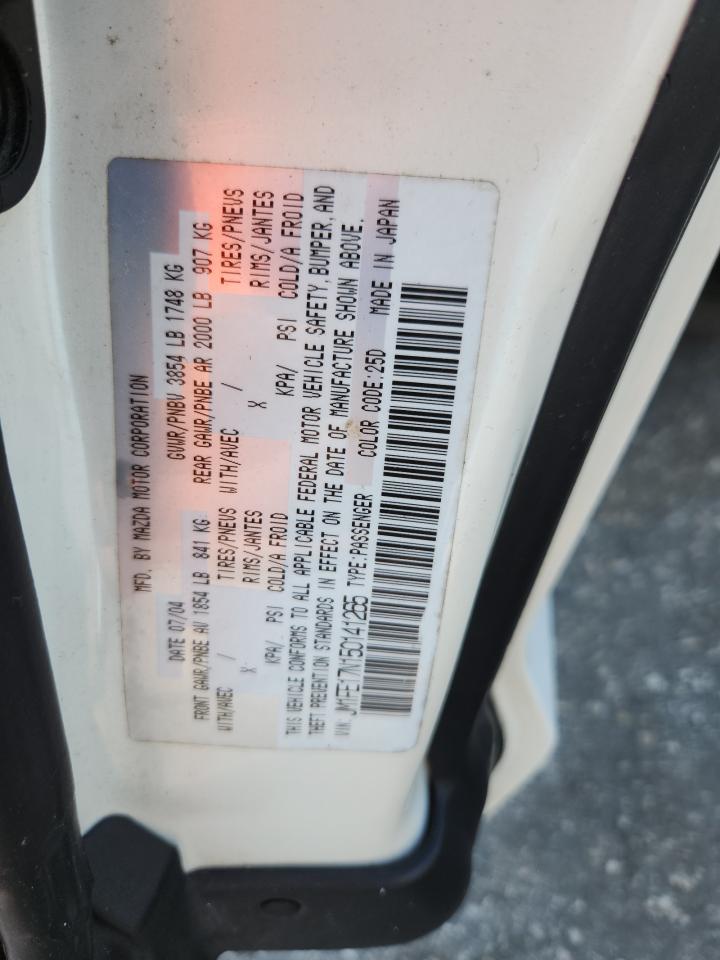 MFD. BY MAZDA MOTOR CORPORATION
DATE 07/04 GVWR/PNBV 3854 LB 1748 KG
FRONT GAWR/PNBE AV 1854 LB 841 KG REAR GAWR/PNBE AR 2000 LB 907 KG
WITH/AVEC / TIRES/PNEUS WITH/AVEC / TIRES/PNEUS
X RIMS/JANTES X RIMS/JANTES
KPA/ PSI COLD/A FROID KPA/ PSI COLD/A FROID
THIS VEHICLE CONFORMS TO ALL APPLICABLE FEDERAL MOTOR VEHICLE SAFETY, BUMPER, AND
THEFT PREVENTION STANDARDS IN EFFECT ON THE DATE OF MANUFACTURE SHOWN ABOVE.
VIN: JM1FE17N150141265 TYPE:PASSENGER COLOR CODE:25D MADE IN JAPAN